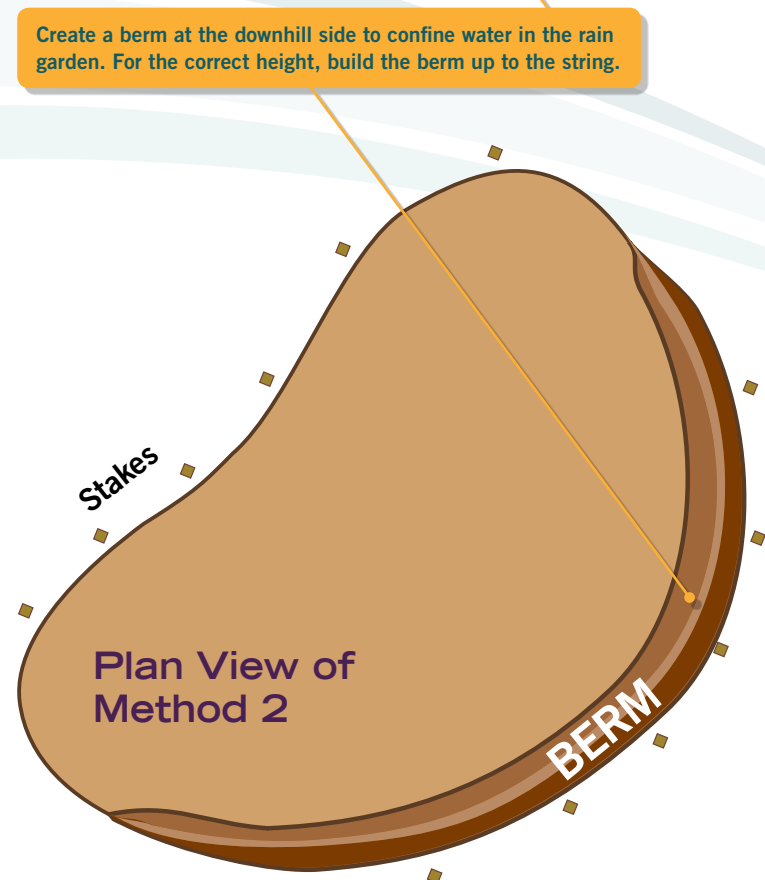 Create a berm at the downhill side to confine water in the rain
garden. For the correct height, build the berm up to the string.
Stakes
Plan View of
Method 2
BERM